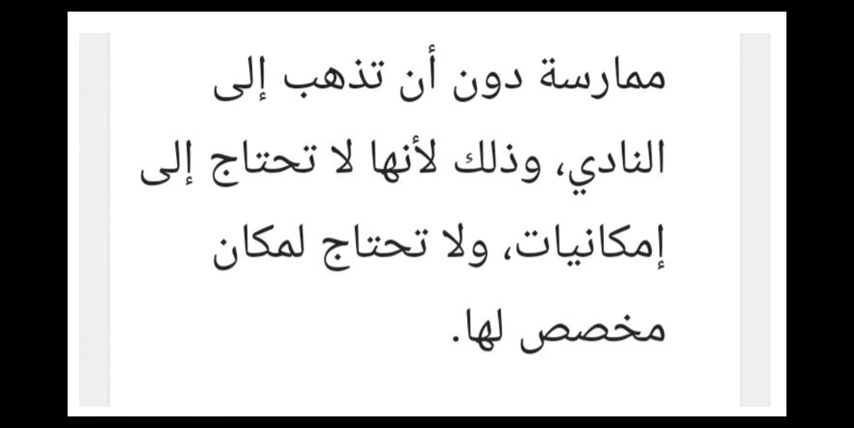 ممارسة دون أن تذهب إلى
النادي، وذلك لأنها لا تحتاج إلى
إمكانيات، ولا تحتاج لمكان
مخصص لها.